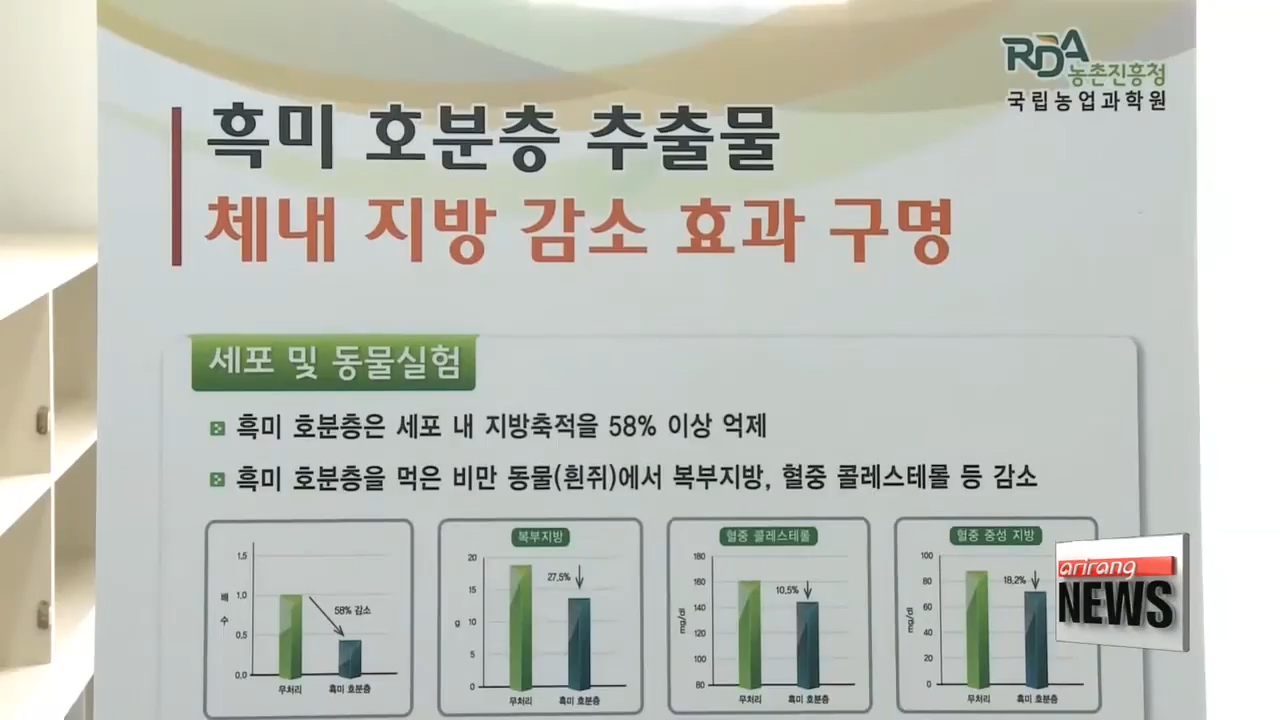 RDA
농촌진흥청
국립농업과학원
흑미 호분층 추출물
체내 지방 감소 효과 구명
세포 및 동물실험
흑미 호분층은 세포 내 지방축적을 58% 이상 억제
흑미 호분층을 먹은 비만 동물(흰쥐)에서 복부지방, 혈중 콜레스테롤 등 감소
배수
1.5
1.0
0.5
0.0
58% 감소
무처리 흑미 호분층
복부지방
g
20
15
10
5
0
27.5%
무처리 흑미 호분층
혈중 콜레스테롤
mg/dl
180
160
140
120
100
80
10.5%
무처리 흑미 호분층
혈중 중성 지방
mg/dl
100
80
60
40
20
0
18.2%
무처리 흑미 호분층
arirang
NEWS